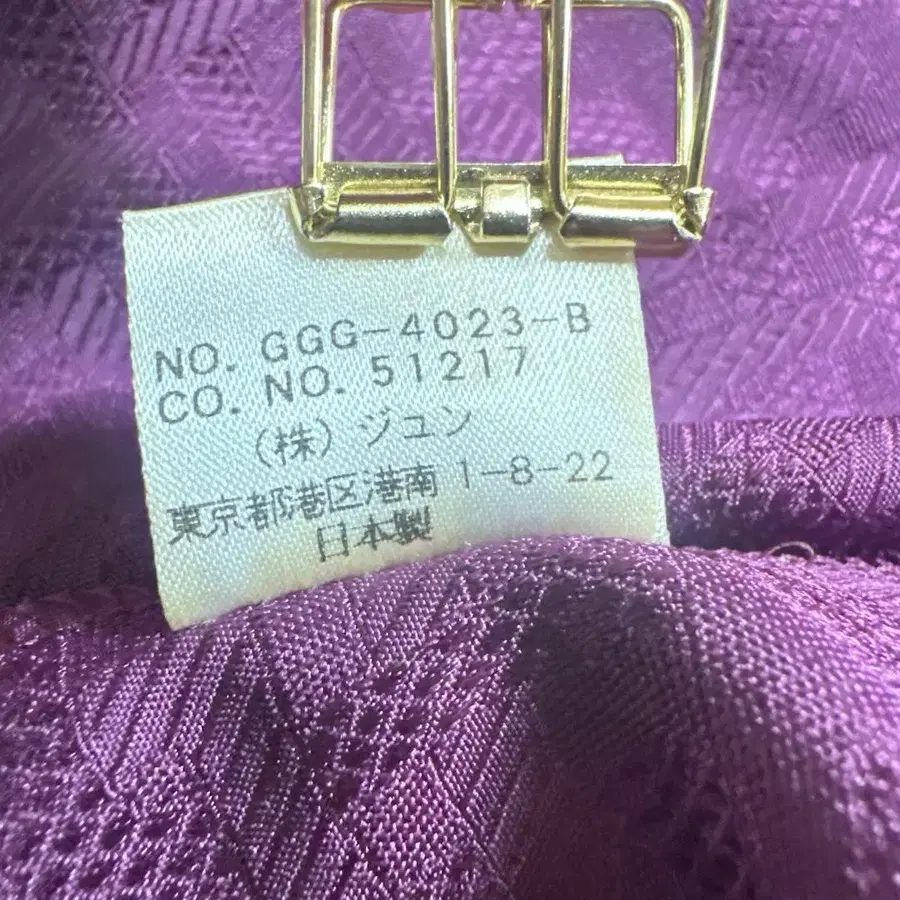 NO. GGG-4023-B
CO. NO. 51217
(株)ジュン
東京都港区港南 1-8-22
日本製